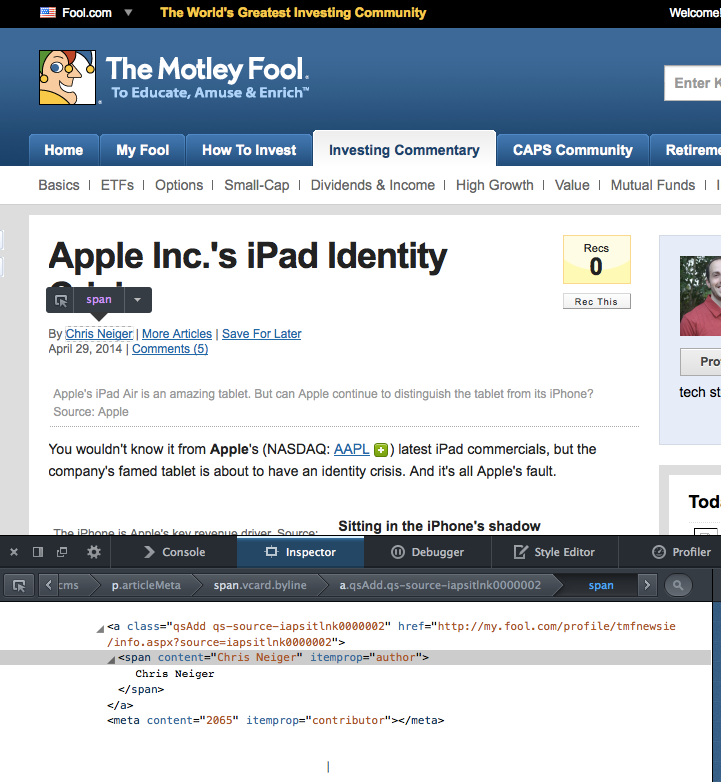 Fool.com ▼ The World's Greatest Investing Community Welcome!
The Motley Fool.
To Educate, Amuse & Enrich™
Enter K
Home My Fool How To Invest Investing Commentary CAPS Community Retireme
Basics | ETFs | Options | Small-Cap | Dividends & Income | High Growth | Value | Mutual Funds | I
Apple Inc.'s iPad Identity
Recs
0
Rec This
span
By Chris Neiger | More Articles | Save For Later
April 29, 2014 | Comments (5)
Pro
tech st
Apple's iPad Air is an amazing tablet. But can Apple continue to distinguish the tablet from its iPhone?
Source: Apple
You wouldn't know it from Apple's (NASDAQ: AAPL +) latest iPad commercials, but the
company's famed tablet is about to have an identity crisis. And it's all Apple's fault.
Toda
Sitting in the iPhone's shadow
The iPhone is Apple's key revenue driver. Source:
Console Inspector Debugger Style Editor Profiler
cms p.articleMeta span.vcard.byline a.qsAdd.qs-source-iapsitlnk0000002 span
<a class="qsAdd qs-source-iapsitlnk0000002" href="http://my.fool.com/profile/tmfnewsie
/info.aspx?source=iapsitlnk0000002">
<span content="Chris Neiger" itemprop="author">
Chris Neiger
</span>
</a>
<meta content="2065" itemprop="contributor"></meta>